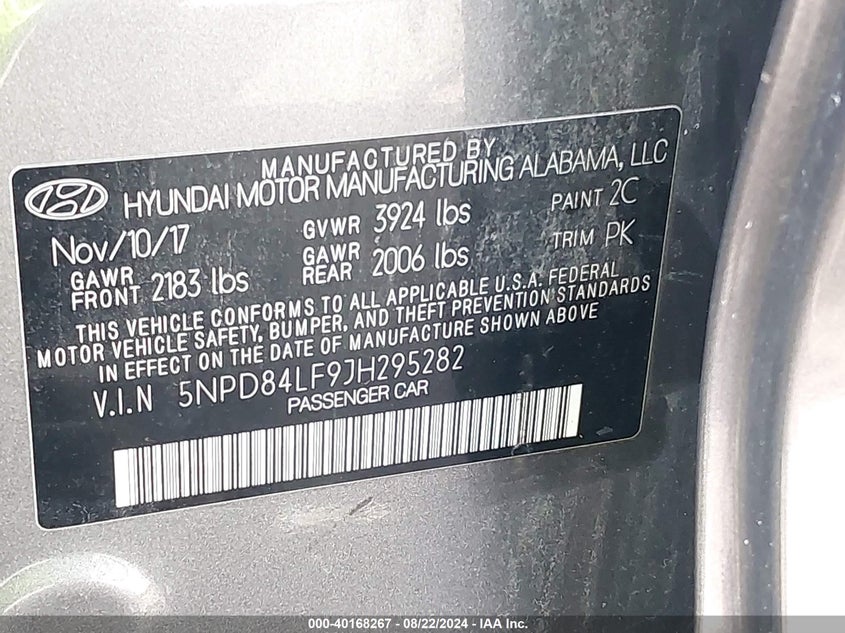 MANUFACTURED BY
HYUNDAI MOTOR MANUFACTURING ALABAMA, LLC
Nov/10/17 GVWR 3924 lbs PAINT 2C
GAWR FRONT 2183 lbs GAWR REAR 2006 lbs TRIM PK
THIS VEHICLE CONFORMS TO ALL APPLICABLE U.S.A. FEDERAL
MOTOR VEHICLE SAFETY, BUMPER, AND THEFT PREVENTION STANDARDS
IN EFFECT ON THE DATE OF MANUFACTURE SHOWN ABOVE
V.I.N 5NPD84LF9JH295282
PASSENGER CAR
000-40168267 - 08/22/2024 - IAA Inc.